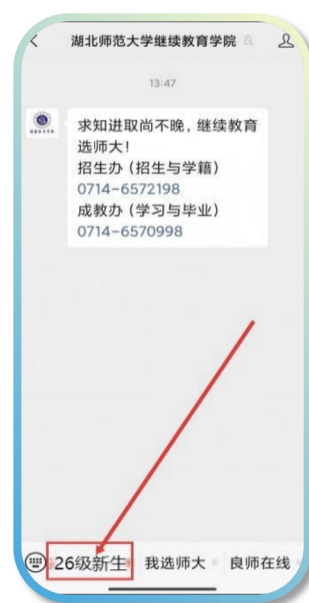 湖北师范大学继续教育学院
13:47
求知进取尚不晚，继续教育
选师大！
招生办（招生与学籍）
0714-6572198
成教办（学习与毕业）
0714-6570998
26级新生 我选师大 良师在线